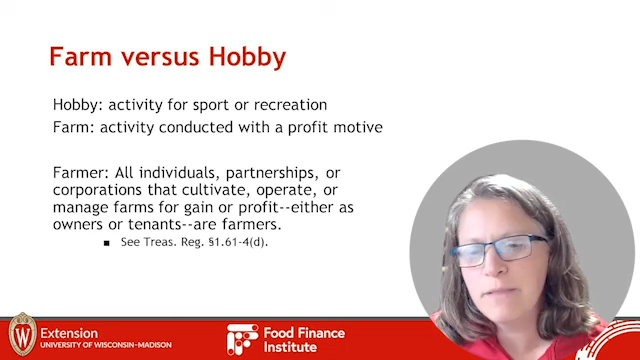 Farm versus Hobby
Hobby: activity for sport or recreation
Farm: activity conducted with a profit motive
Farmer: All individuals, partnerships, or
corporations that cultivate, operate, or
manage farms for gain or profit--either as
owners or tenants--are farmers.
■ See Treas. Reg. §1.61-4(d).
W
Extension
UNIVERSITY OF WISCONSIN-MADISON
Food Finance
Institute